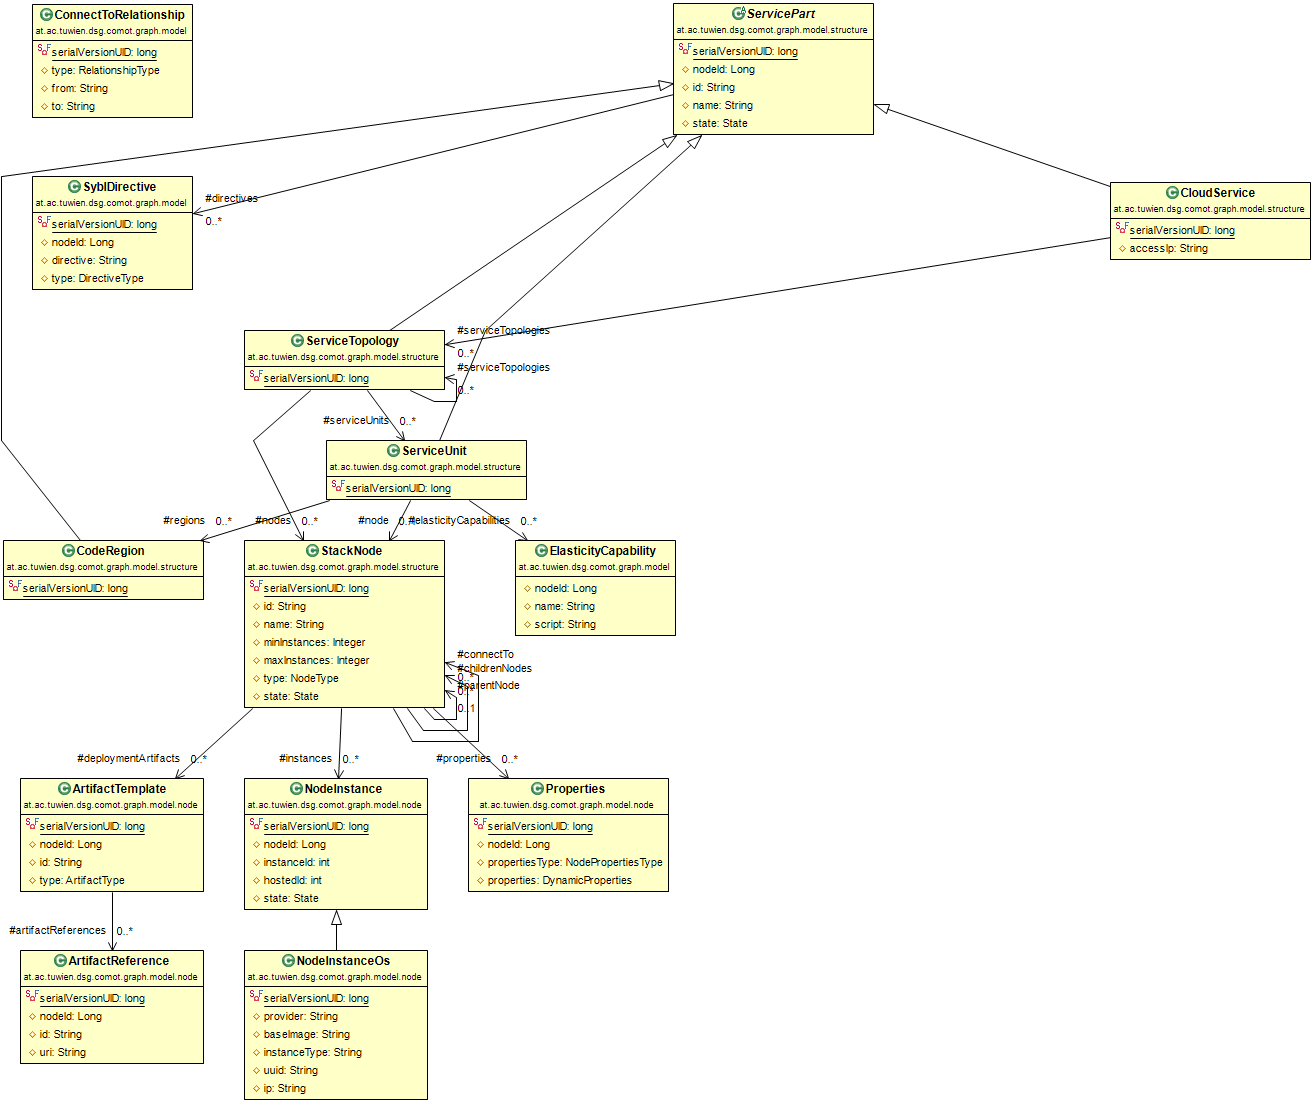 ConnectToRelationship
at.ac.tuwien.dsg.comot.graph.model
serialVersionUID: long
type: RelationshipType
from: String
to: String
ServicePart
at.ac.tuwien.dsg.comot.graph.model.structure
serialVersionUID: long
nodeId: Long
id: String
name: String
state: State
SyblDirective
at.ac.tuwien.dsg.comot.graph.model
serialVersionUID: long
nodeId: Long
directive: String
type: DirectiveType
#directives
0..*
CloudService
at.ac.tuwien.dsg.comot.graph.model.structure
serialVersionUID: long
accessIp: String
ServiceTopology
at.ac.tuwien.dsg.comot.graph.model.structure
serialVersionUID: long
#serviceTopologies
0..*
#serviceTopologies
0..*
#serviceUnits 0..*
ServiceUnit
at.ac.tuwien.dsg.comot.graph.model.structure
serialVersionUID: long
#regions 0..*
#nodes 0..*
#node 0..1
#elasticityCapabilities 0..*
CodeRegion
at.ac.tuwien.dsg.comot.graph.model.structure
serialVersionUID: long
StackNode
at.ac.tuwien.dsg.comot.graph.model.structure
serialVersionUID: long
id: String
name: String
minInstances: Integer
maxInstances: Integer
type: NodeType
state: State
ElasticityCapability
at.ac.tuwien.dsg.comot.graph.model
nodeId: Long
name: String
script: String
#connectTo
#childrenNodes
0..*
#parentNode
0..*
0..1
#deploymentArtifacts 0..*
#instances 0..*
#properties 0..*
ArtifactTemplate
at.ac.tuwien.dsg.comot.graph.model.node
serialVersionUID: long
nodeId: Long
id: String
type: ArtifactType
NodeInstance
at.ac.tuwien.dsg.comot.graph.model.node
serialVersionUID: long
nodeId: Long
instanceId: int
hostedId: int
state: State
Properties
at.ac.tuwien.dsg.comot.graph.model.node
serialVersionUID: long
nodeId: Long
propertiesType: NodePropertiesType
properties: DynamicProperties
#artifactReferences 0..*
ArtifactReference
at.ac.tuwien.dsg.comot.graph.model.node
serialVersionUID: long
nodeId: Long
id: String
uri: String
NodeInstanceOs
at.ac.tuwien.dsg.comot.graph.model.node
serialVersionUID: long
provider: String
baseImage: String
instanceType: String
uuid: String
ip: String